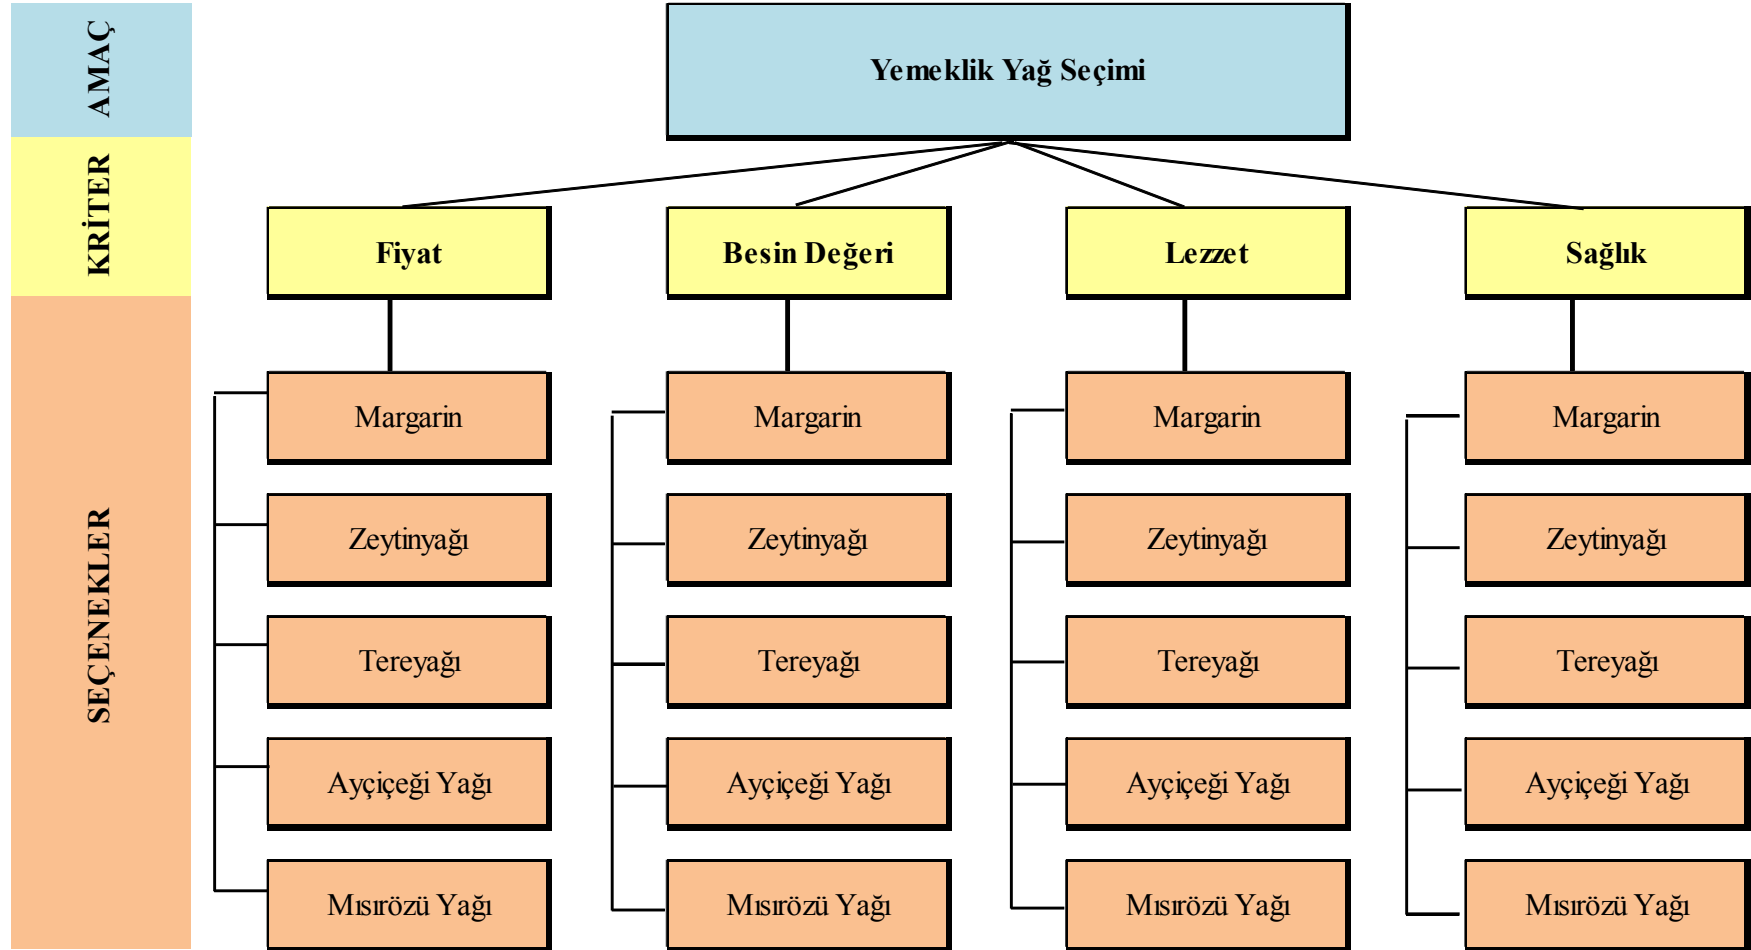 AMAÇ
Yemeklik Yağ Seçimi
KRİTER
Fiyat
Besin Değeri
Lezzet
Sağlık
SEÇENEKLER
Margarin
Margarin
Margarin
Margarin
Zeytinyağı
Zeytinyağı
Zeytinyağı
Zeytinyağı
Tereyağı
Tereyağı
Tereyağı
Tereyağı
Ayçiçeği Yağı
Ayçiçeği Yağı
Ayçiçeği Yağı
Ayçiçeği Yağı
Mısırözü Yağı
Mısırözü Yağı
Mısırözü Yağı
Mısırözü Yağı